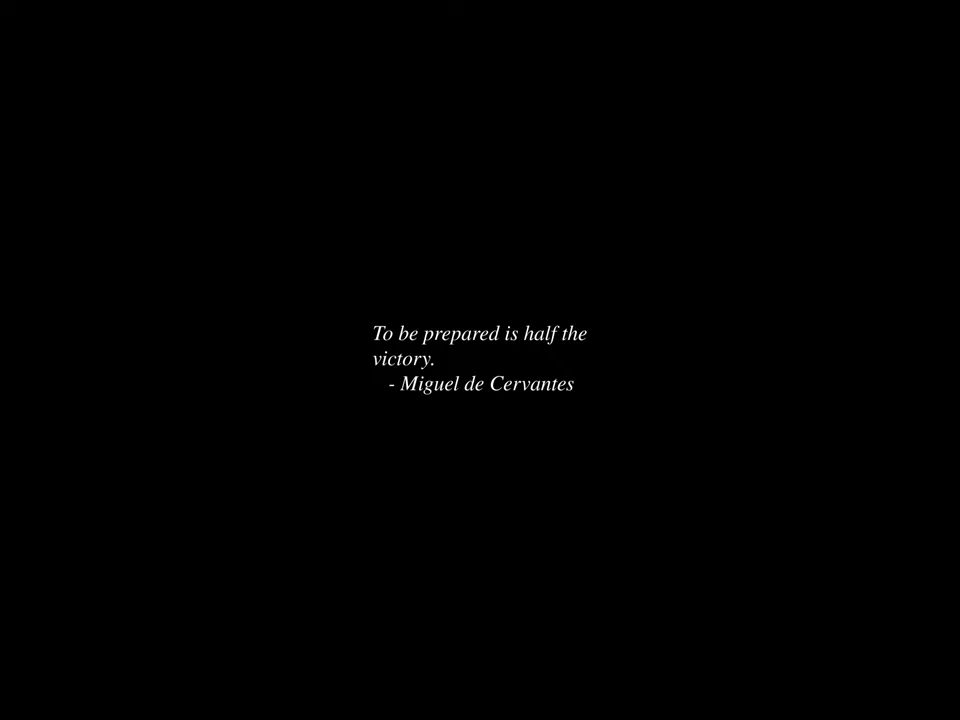 To be prepared is half the
victory.
- Miguel de Cervantes